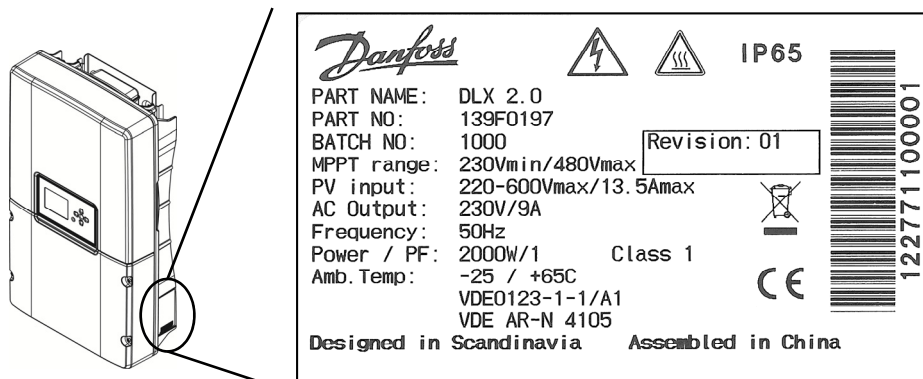 Danfoss
IP65
PART NAME: DLX 2.0
PART NO: 139F0197
BATCH NO: 1000
Revision: 01
MPPT range: 230Vmin/480Vmax
PV input: 220-600Vmax/13.5Amax
AC Output: 230V/9A
Frequency: 50Hz
Power / PF: 2000W/1 Class 1
Amb.Temp: -25 / +65C
VDE0123-1-1/A1
VDE AR-N 4105
CE
Designed in Scandinavia Assembled in China
122771100001